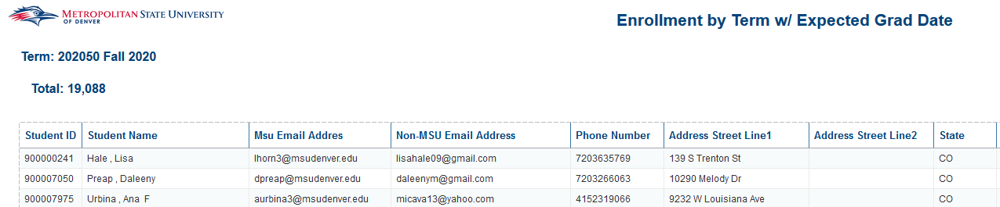 METROPOLITAN STATE UNIVERSITY
OF DENVER
Enrollment by Term w/ Expected Grad Date
Term: 202050 Fall 2020
Total: 19,088
Student ID Student Name Msu Email Addres Non-MSU Email Address Phone Number Address Street Line1 Address Street Line2 State
900000241 Hale , Lisa lhorn3@msudenver.edu lisahale09@gmail.com 7203635769 139 S Trenton St CO
900007050 Preap , Daleeny dpreap@msudenver.edu daleenym@gmail.com 7203266063 10290 Melody Dr CO
900007975 Urbina , Ana F aurbina3@msudenver.edu micava13@yahoo.com 4152319066 9232 W Louisiana Ave CO